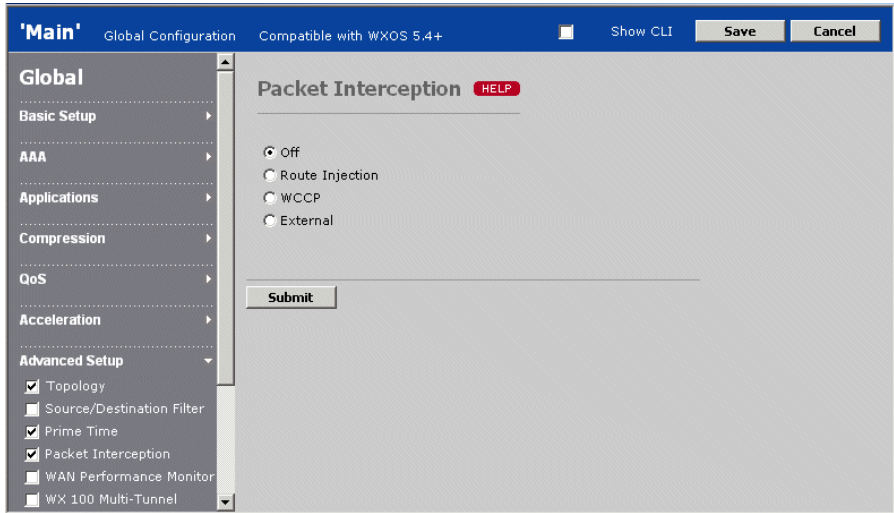 'Main' Global Configuration Compatible with WXOS 5.4+ Show CLI Save Cancel
Global
Basic Setup
AAA
Applications
Compression
QoS
Acceleration
Advanced Setup
Topology
Source/Destination Filter
Prime Time
Packet Interception
WAN Performance Monitor
WX 100 Multi-Tunnel
Packet Interception HELP
Off
Route Injection
WCCP
External
Submit